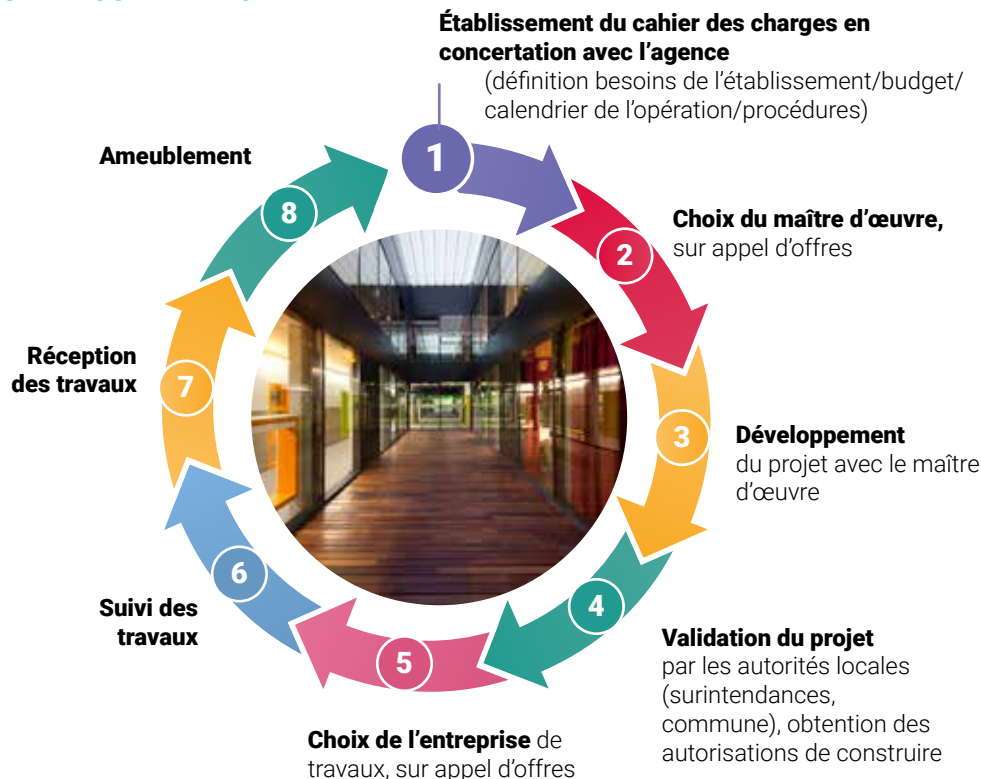 Établissement du cahier des charges en
concertation avec l'agence
(définition besoins de l'établissement/budget/
calendrier de l'opération/procédures)
1
Choix du maître d'œuvre,
sur appel d'offres
2
Développement
du projet avec le maître
d'œuvre
3
Validation du projet
par les autorités locales
(surintendances,
commune), obtention des
autorisations de construire
4
Choix de l'entreprise de
travaux, sur appel d'offres
5
Suivi des
travaux
6
Réception
des travaux
7
Ameublement
8